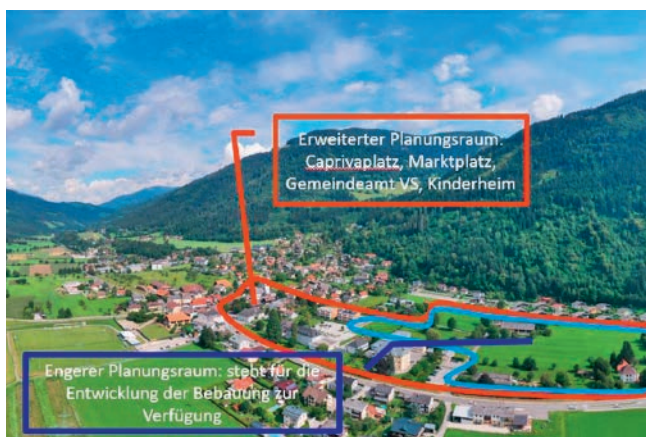 Erweiterter Planungsraum:
Caprivaplatz, Marktplatz,
Gemeindeamt VS, Kinderheim
Engerer Planungsraum: steht für die
Entwicklung der Bebauung zur
Verfügung